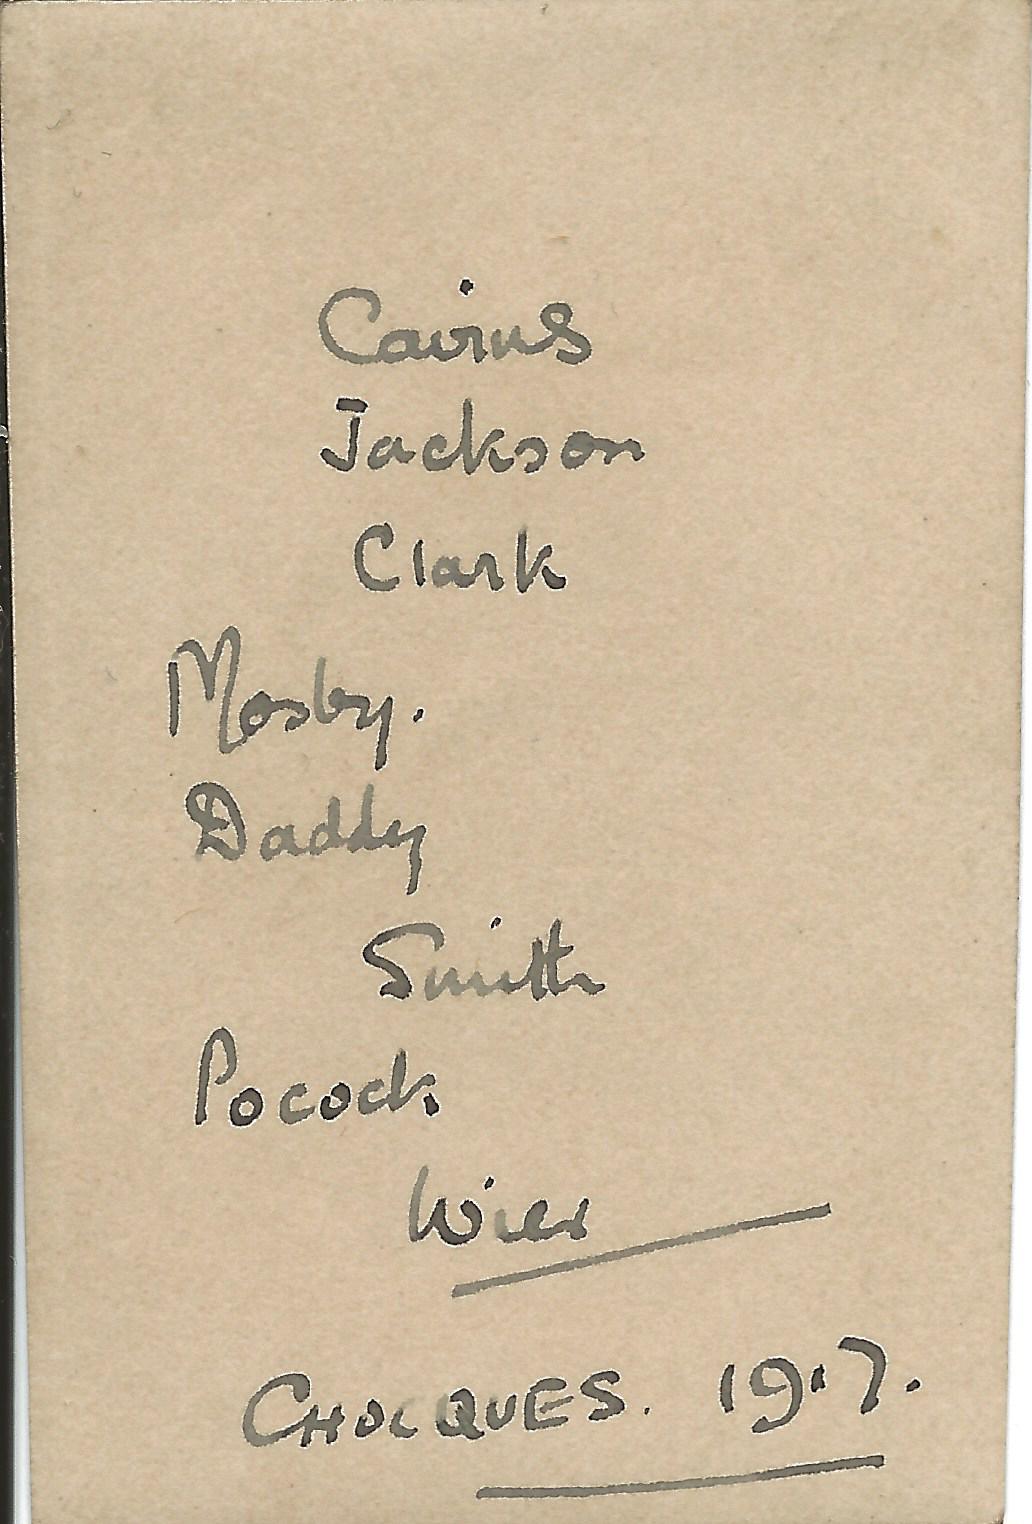 Cairns
Jackson
Clark
Mosby.
Daddy
Smith
Pocock
Wier
CHOCQUES. 1917.